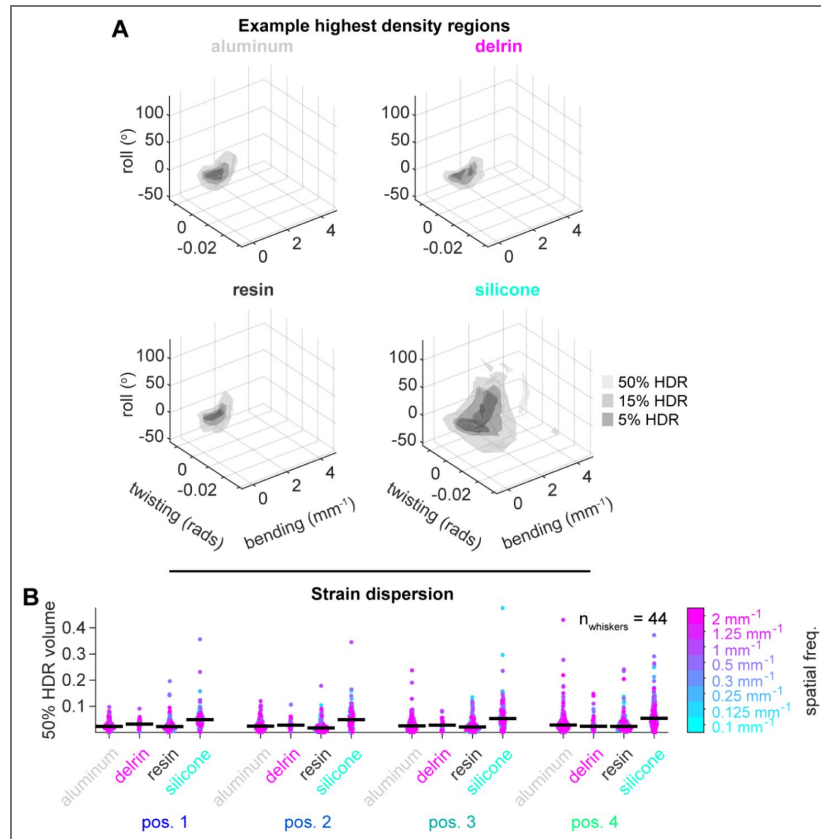 A
Example highest density regions
aluminum
delrin
100
50
0
-50
roll (°)
0
-0.02
0
2
4
100
50
0
-50
0
-0.02
0
2
4
resin
silicone
100
50
0
-50
roll (°)
0
-0.02
twisting (rads)
0
2
4
bending (mm⁻¹)
100
50
0
-50
0
-0.02
twisting (rads)
0
2
4
bending (mm⁻¹)
50% HDR
15% HDR
5% HDR
B
Strain dispersion
50% HDR volume
0.4
0.3
0.2
0.1
n whiskers = 44
2 mm⁻¹
1.25 mm⁻¹
1 mm⁻¹
0.5 mm⁻¹
0.3 mm⁻¹
0.25 mm⁻¹
0.125 mm⁻¹
0.1 mm⁻¹
spatial freq.
aluminum
delrin
resin
silicone
aluminum
delrin
resin
silicone
aluminum
delrin
resin
silicone
aluminum
delrin
resin
silicone
pos. 1
pos. 2
pos. 3
pos. 4